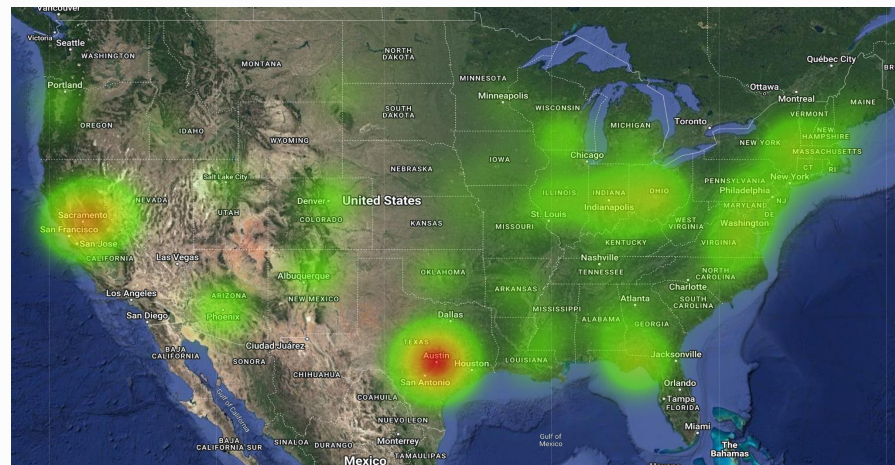 Vancouver
Victoria
Seattle
WASHINGTON
MONTANA
NORTH
DAKOTA
MINNESOTA
Québec City
Portland
Minneapolis
Ottawa
Montreal
MAINE
OREGON
IDAHO
SOUTH
DAKOTA
WISCONSIN
MICHIGAN
Toronto
VERMONT
NEW
HAMPSHIRE
WYOMING
NEW YORK
MASSACHUSETTS
IOWA
Chicago
CT
RI
Salt Lake City
NEBRASKA
PENNSYLVANIA
New York
NEVADA
UTAH
Denver
United States
ILLINOIS
INDIANA
OHIO
Philadelphia
NJ
Sacramento
COLORADO
Indianapolis
MARYLAND
DE
San Francisco
KANSAS
MISSOURI
St. Louis
WEST
VIRGINIA
Washington
San Jose
KENTUCKY
VIRGINIA
CALIFORNIA
Las Vegas
Nashville
TENNESSEE
NORTH
CAROLINA
Albuquerque
OKLAHOMA
Charlotte
Los Angeles
ARIZONA
NEW MEXICO
ARKANSAS
Atlanta
SOUTH
CAROLINA
San Diego
Phoenix
Dallas
MISSISSIPPI
ALABAMA
GEORGIA
BAJA
CALIFORNIA
SONORA
Ciudad Juárez
TEXAS
Austin
Houston
LOUISIANA
Jacksonville
CHIHUAHUA
San Antonio
Orlando
Gulf of California
COAHUILA
Tampa
FLORIDA
NUEVO LEON
Miami
BAJA
CALIFORNIA SUR
SINALOA
DURANGO
Monterrey
Gulf of
Mexico
The
Bahamas
Mexico
TAMAULIPAS